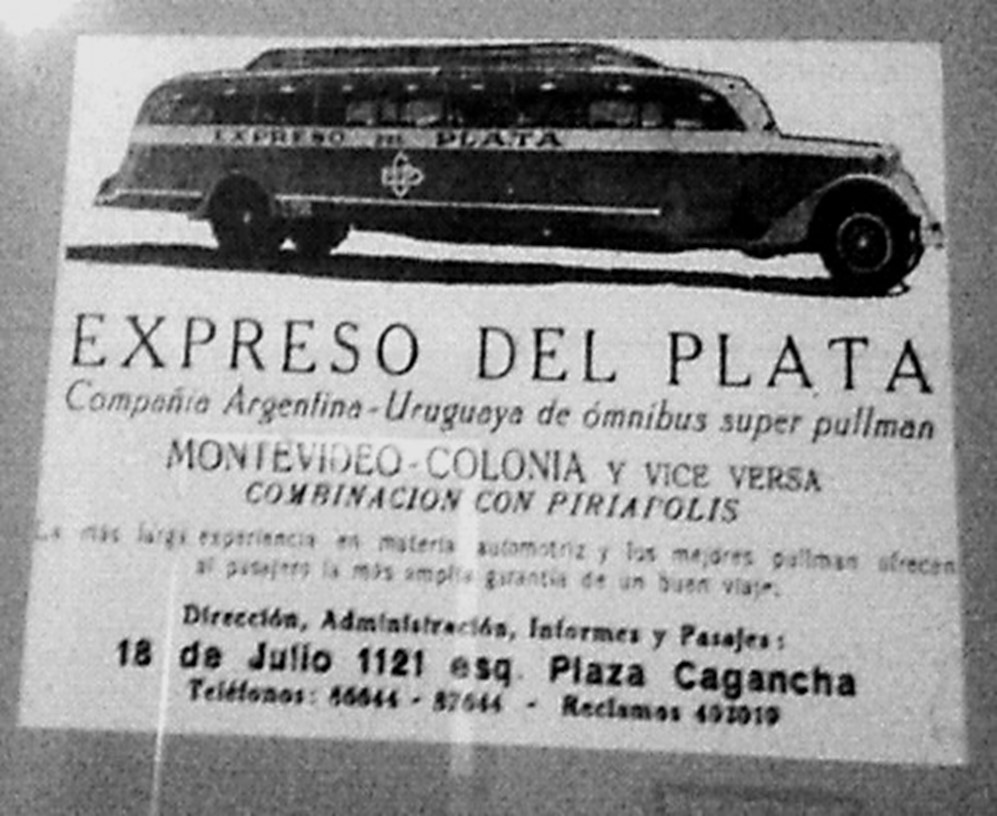 EXPRESO DEL PLATA
EXPRESO DEL PLATA
Compañia Argentina-Uruguaya de ómnibus super pullman
MONTEVIDEO-COLONIA Y VICE VERSA
COMBINACION CON PIRIAPOLIS
La más larga experiencia en materia automotriz y los mejores pullman ofrecen
al pasajero la más amplia garantía de un buen viaje.
Dirección, Administración, Informes y Pasajes:
18 de Julio 1121 esq. Plaza Cagancha
Teléfonos: - Reclamos